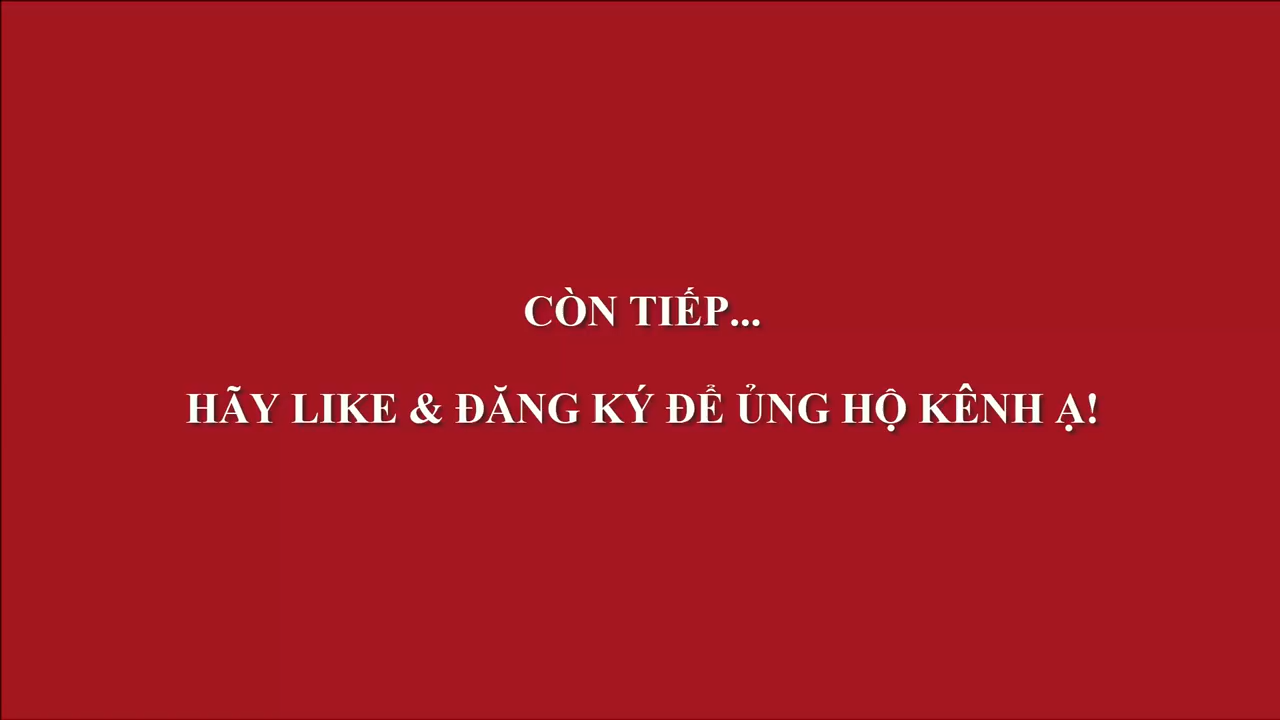 CÒN TIẾP...
HÃY LIKE & ĐĂNG KÝ ĐỂ ỦNG HỘ KÊNH Ạ!